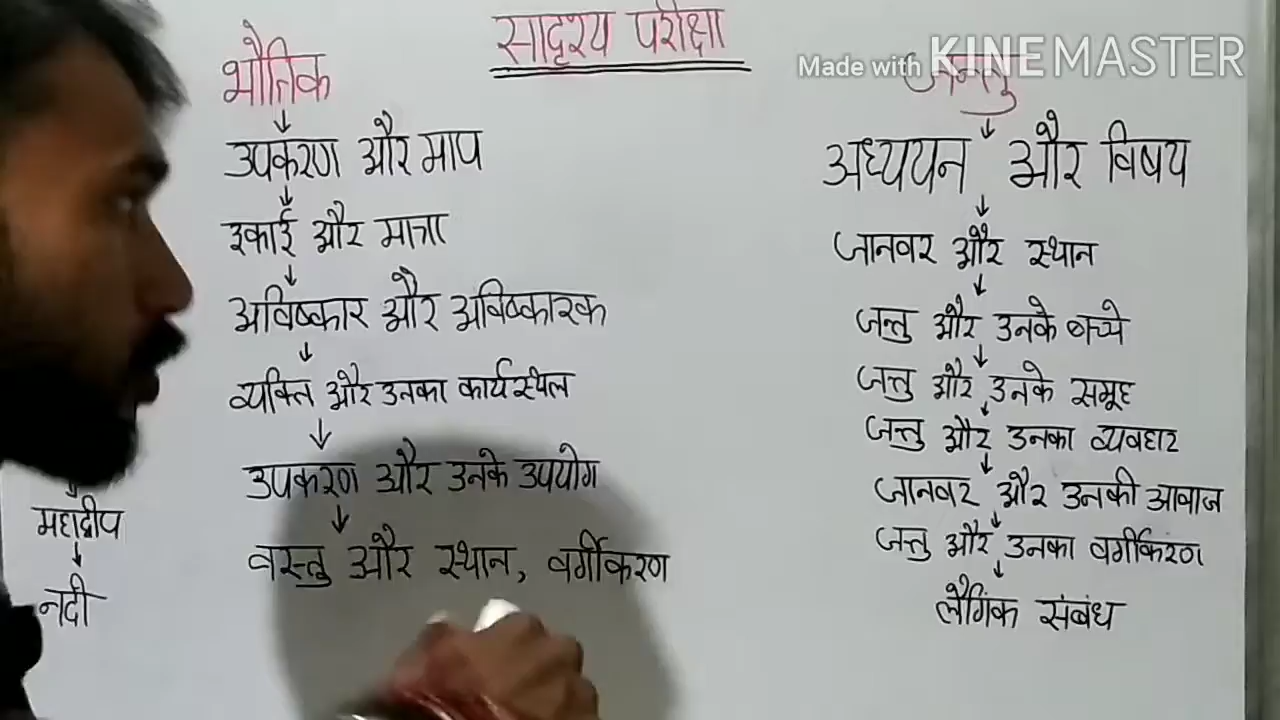 सादृश्य परीक्षा
Made with KINEMASTER
भौतिक
उपकरण और माप
इकाई और मात्रा
अविष्कार और अविष्कारक
व्यक्ति और उनका कार्यस्थल
उपकरण और उनके उपयोग
वस्तु और स्थान, वर्गीकरण
महाद्वीप
नदी
जन्तु
अध्ययन और विषय
जानवर और स्थान
जन्तु और उनके बच्चे
जन्तु और उनके समूह
जन्तु और उनका व्यवहार
जानवर और उनकी आवाज
जन्तु और उनका वर्गीकरण
लैगिंक संबंध